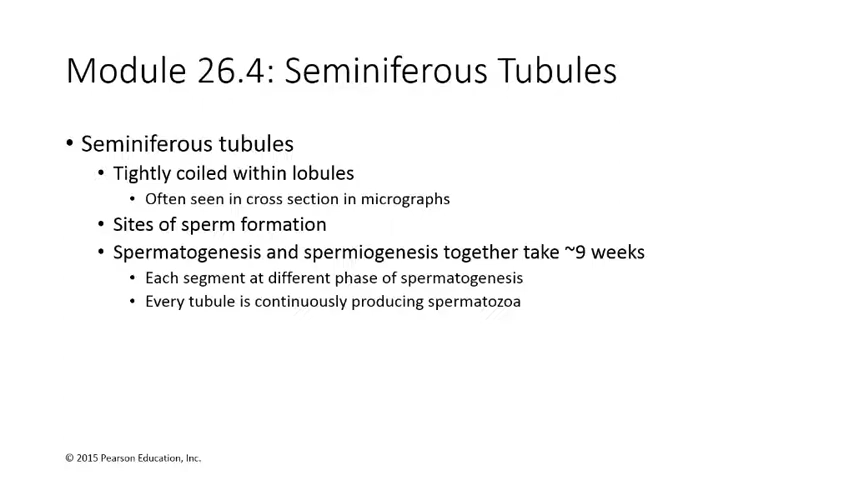 Module 26.4: Seminiferous Tubules
• Seminiferous tubules
• Tightly coiled within lobules
• Often seen in cross section in micrographs
• Sites of sperm formation
• Spermatogenesis and spermiogenesis together take ~9 weeks
• Each segment at different phase of spermatogenesis
• Every tubule is continuously producing spermatozoa
© 2015 Pearson Education, Inc.